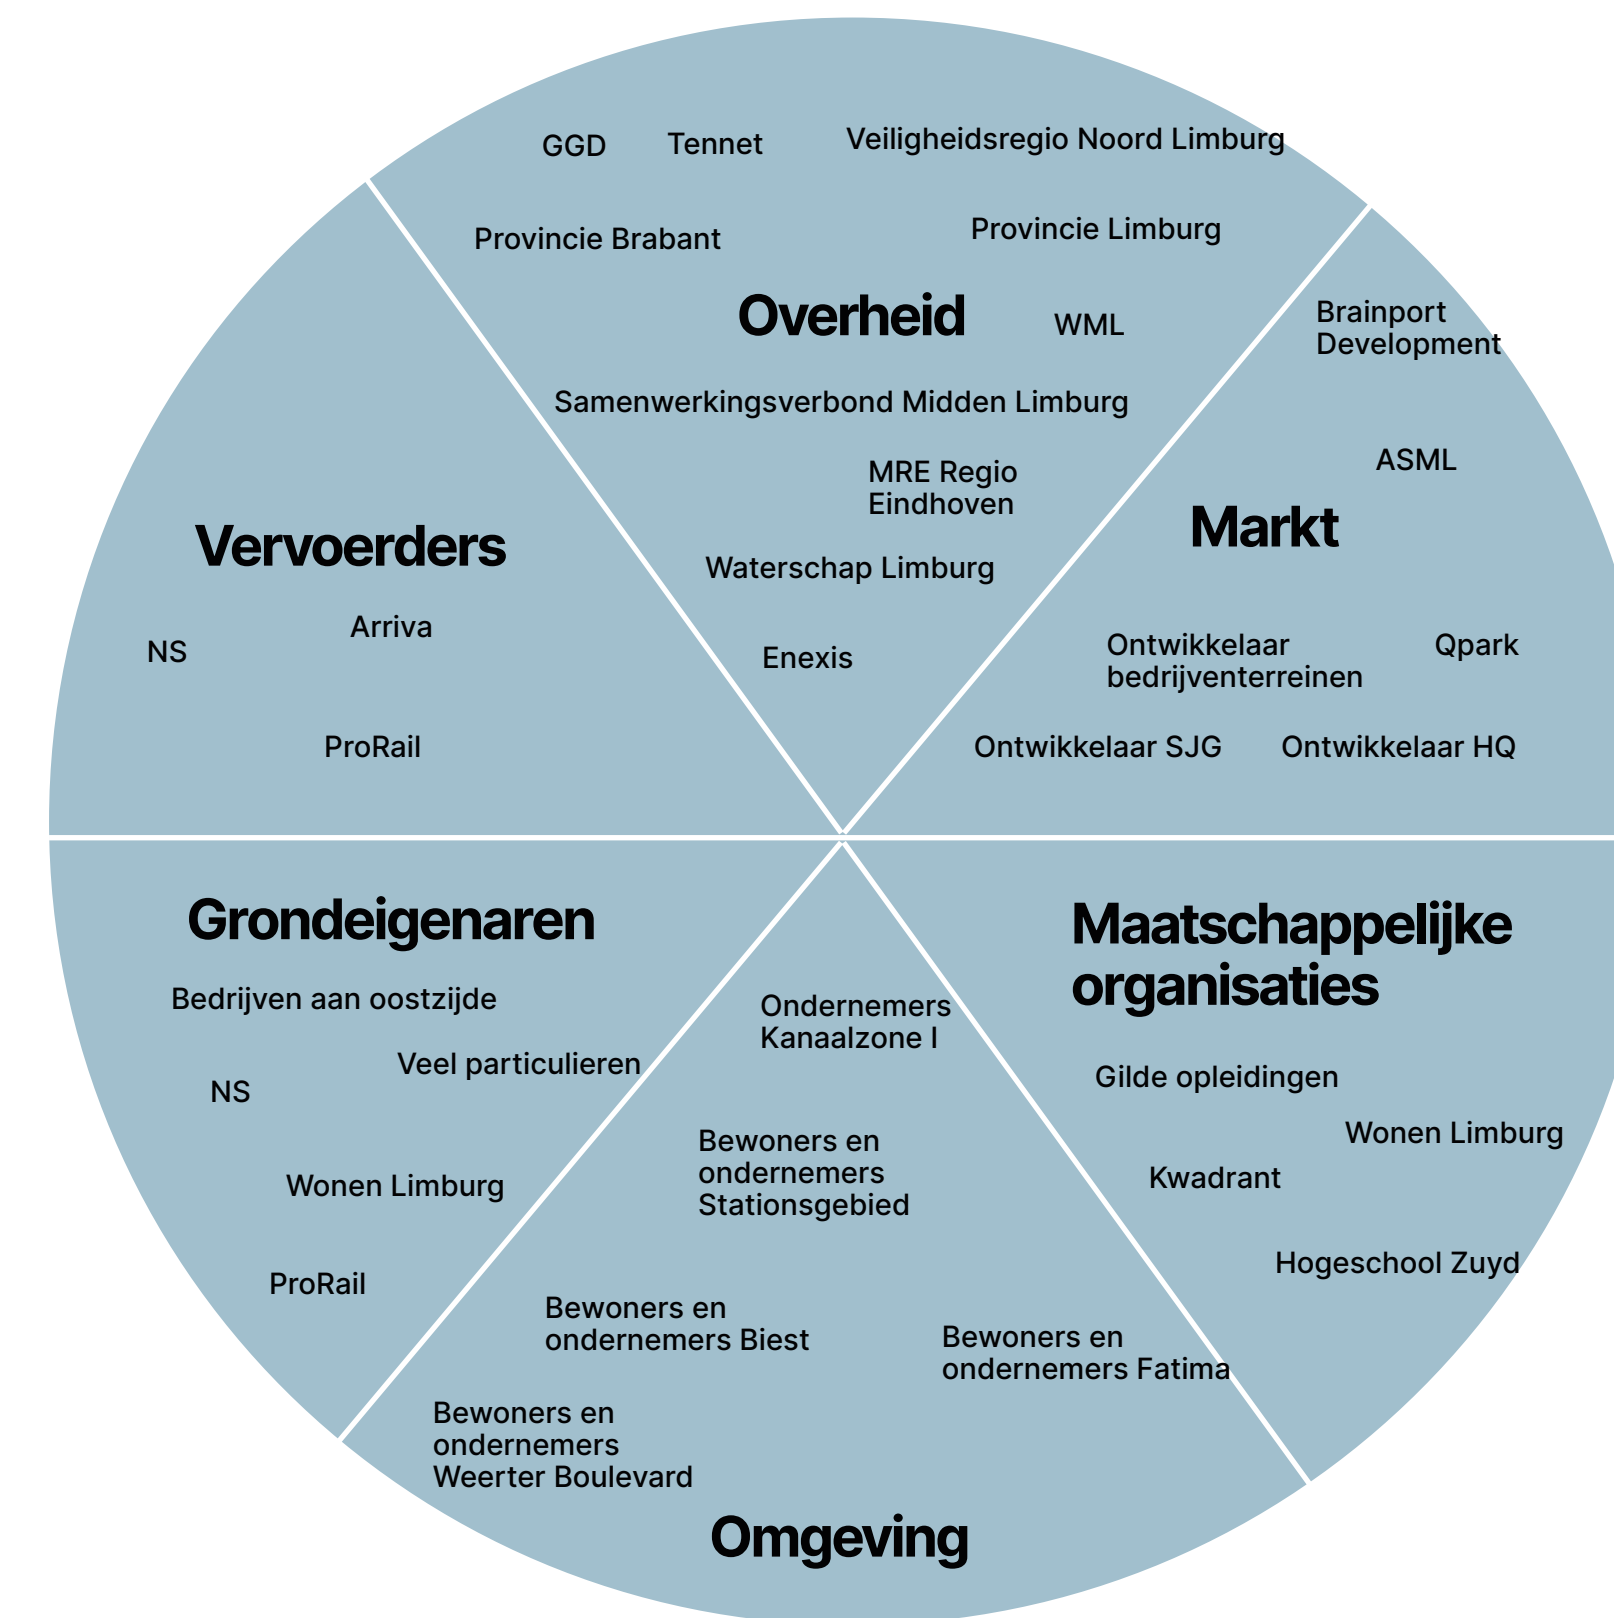 GGD
Tennet
Veiligheidsregio Noord Limburg
Provincie Brabant
Provincie Limburg
Overheid
WML
Samenwerkingsverbond Midden Limburg
MRE Regio
Eindhoven
Waterschap Limburg
Enexis
Brainport
Development
ASML
Markt
Ontwikkelaar
bedrijventerreinen
Qpark
Ontwikkelaar SJG
Ontwikkelaar HQ
Vervoerders
Arriva
NS
ProRail
Grondeigenaren
Bedrijven aan oostzijde
Veel particulieren
NS
Wonen Limburg
ProRail
Ondernemers
Kanaalzone I
Bewoners en
ondernemers
Stationsgebied
Bewoners en
ondernemers Biest
Bewoners en
ondernemers Fatima
Bewoners en
ondernemers
Weerter Boulevard
Omgeving
Maatschappelijke
organisaties
Gilde opleidingen
Wonen Limburg
Kwadrant
Hogeschool Zuyd